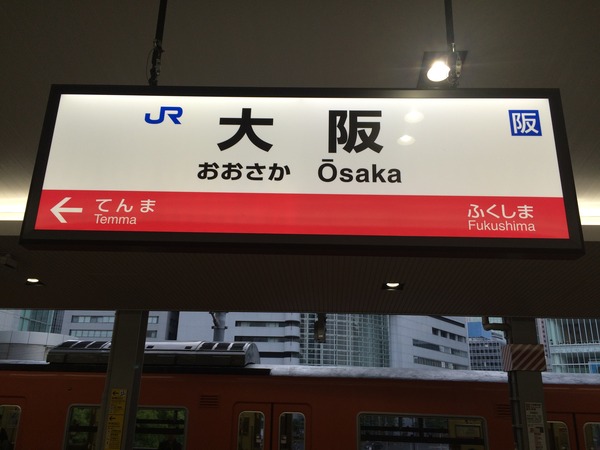 JR 大阪 阪
おおさか Ōsaka
← てんま ふくしま
Temma Fukushima